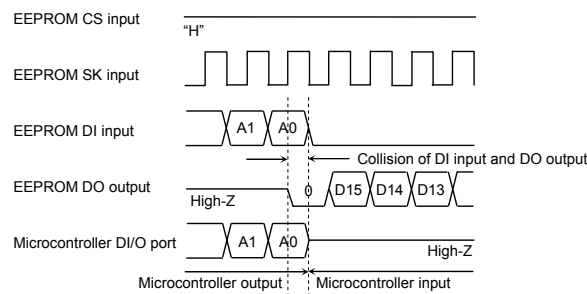 EEPROM CS input
“H”
EEPROM SK input
EEPROM DI input
A1 A0
Collision of DI input and DO output
EEPROM DO output
High-Z
0 D15 D14 D13
Microcontroller DI/O port
A1 A0
High-Z
Microcontroller output Microcontroller input